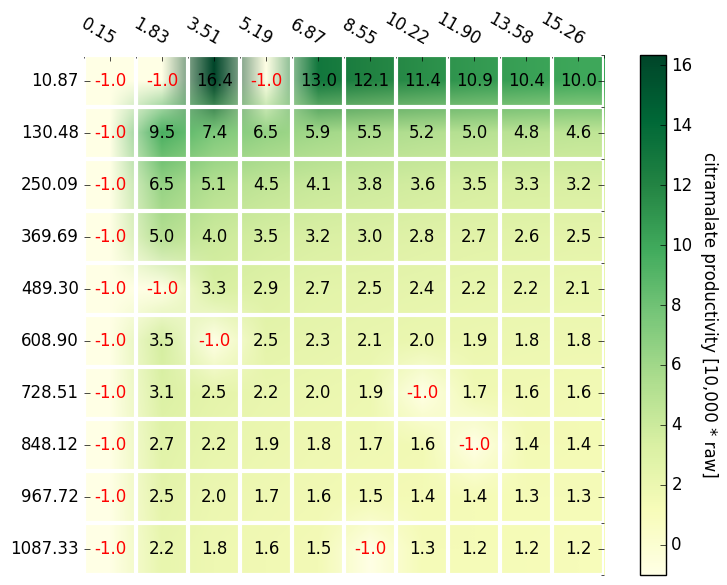 0.15 1.83 3.51 5.19 6.87 8.55 10.22 11.90 13.58 15.26
10.87 -1.0 -1.0 16.4 -1.0 13.0 12.1 11.4 10.9 10.4 10.0
130.48 -1.0 9.5 7.4 6.5 5.9 5.5 5.2 5.0 4.8 4.6
250.09 -1.0 6.5 5.1 4.5 4.1 3.8 3.6 3.5 3.3 3.2
369.69 -1.0 5.0 4.0 3.5 3.2 3.0 2.8 2.7 2.6 2.5
489.30 -1.0 -1.0 3.3 2.9 2.7 2.5 2.4 2.2 2.2 2.1
608.90 -1.0 3.5 -1.0 2.5 2.3 2.1 2.0 1.9 1.8 1.8
728.51 -1.0 3.1 2.5 2.2 2.0 1.9 -1.0 1.7 1.6 1.6
848.12 -1.0 2.7 2.2 1.9 1.8 1.7 1.6 -1.0 1.4 1.4
967.72 -1.0 2.5 2.0 1.7 1.6 1.5 1.4 1.4 1.3 1.3
1087.33 -1.0 2.2 1.8 1.6 1.5 -1.0 1.3 1.2 1.2 1.2
16
14
12
10
8
6
4
2
0
citramalate productivity [10,000 * raw]